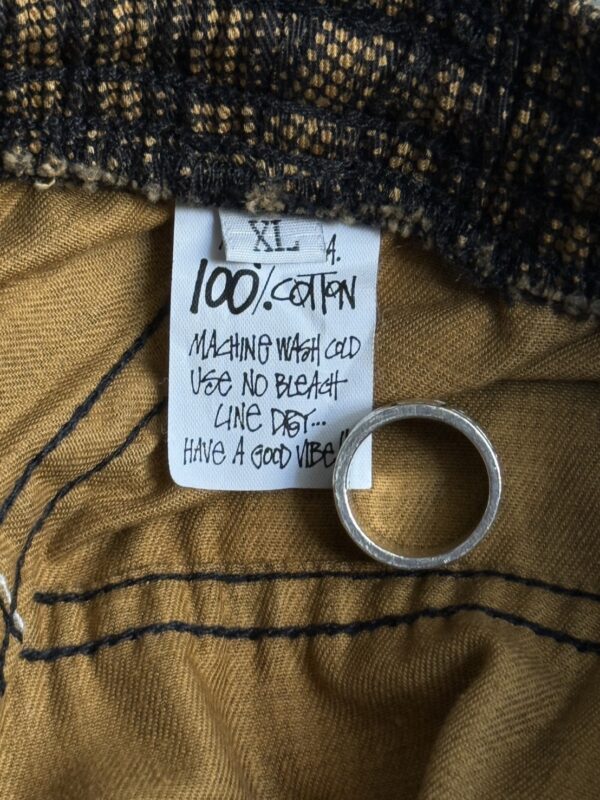 XL
A.
100%. COTTON
MACHINE WASH COLD
USE NO BLEACH
LINE DRY...
HAVE A GOOD VIBE!!